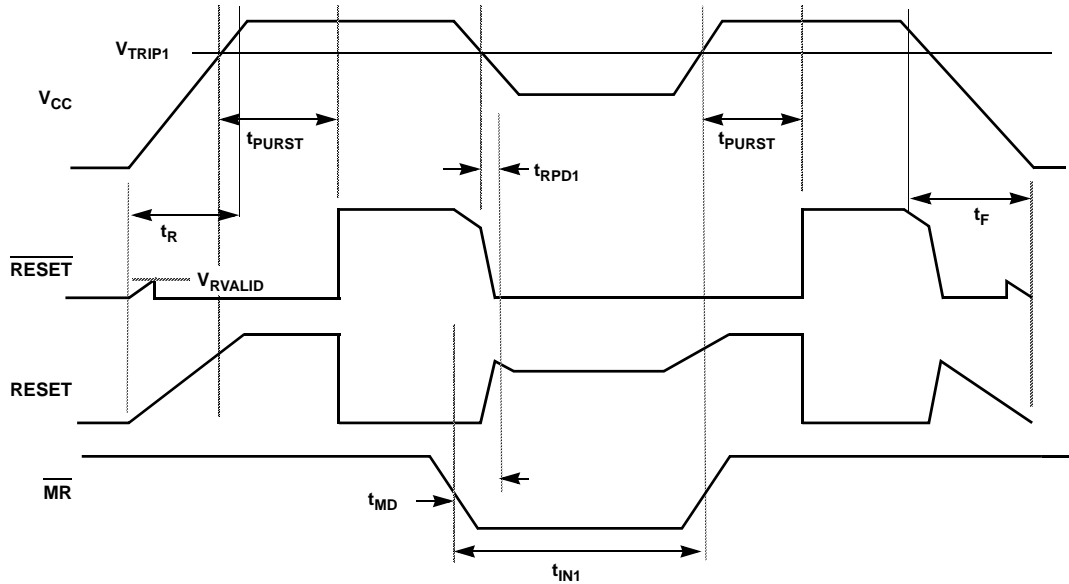 VTRIP1
VCC
tPURST
tPURST
tRPD1
tR
tF
RESET
VRVALID
RESET
MR
tMD
tIN1